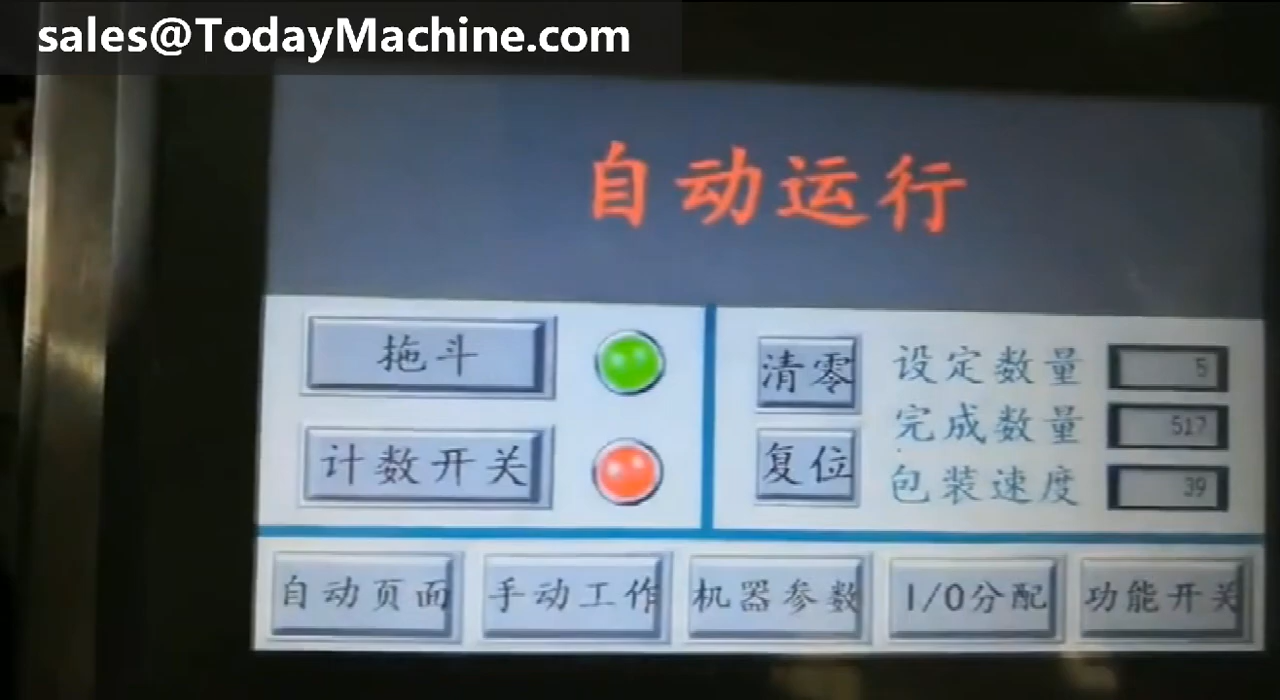 sales@TodayMachine.com
自动运行
拖斗
计数开关
清零
复位
设定数量 5
完成数量 517
包装速度 39
自动页面 手动工作 机器参数 I/O分配 功能开关